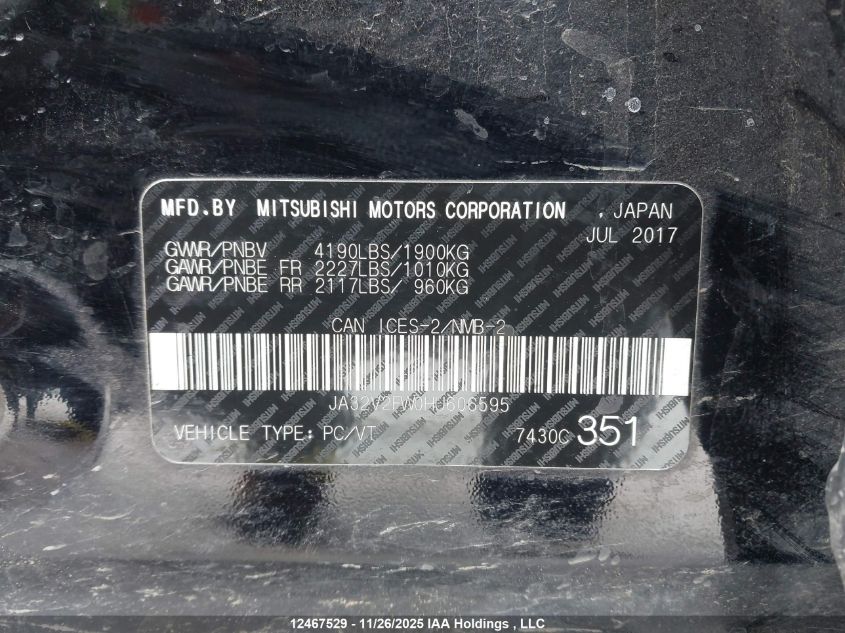 MFD.BY MITSUBISHI MOTORS CORPORATION , JAPAN
JUL 2017
GVWR/PNBV 4190LBS/1900KG
GAWR/PNBE FR 2227LBS/1010KG
GAWR/PNBE RR 2117LBS/ 960KG
CAN ICES-2/NMB-2
JA32V2FW0HU606595
VEHICLE TYPE: PC/VT 7430C 351
12467529 - 11/26/2025 IAA Holdings , LLC